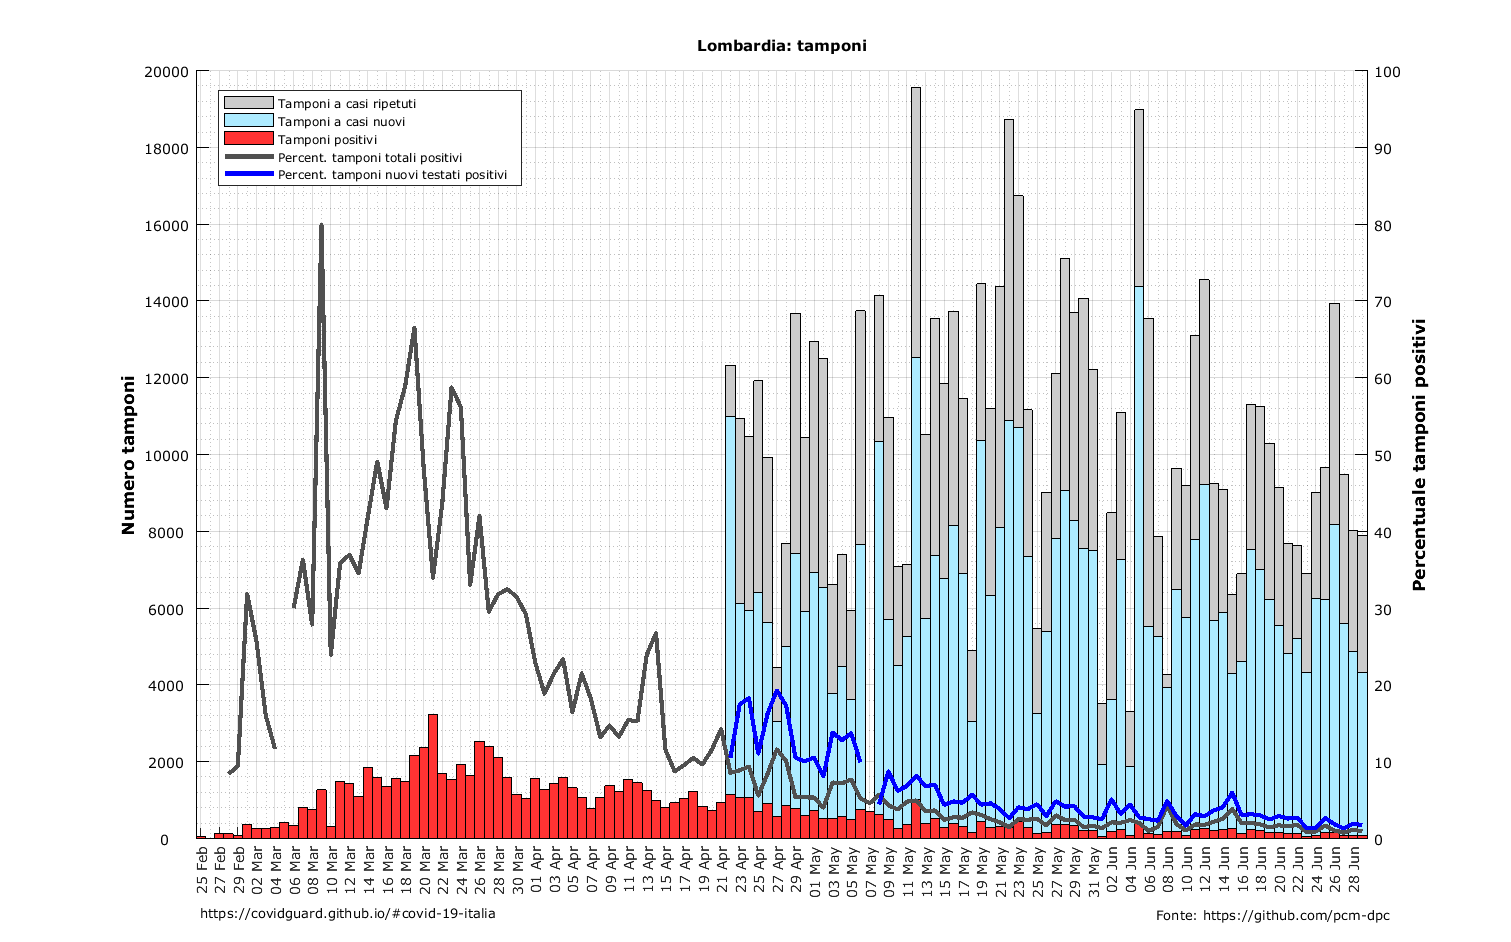 Lombardia: tamponi
20000
18000
16000
14000
12000
10000
8000
6000
4000
2000
0
Numero tamponi
Tamponi a casi ripetuti
Tamponi a casi nuovi
Tamponi positivi
Percent. tamponi totali positivi
Percent. tamponi nuovi testati positivi
100
90
80
70
60
50
40
30
20
10
0
Percentuale tamponi positivi
25 Feb
27 Feb
29 Feb
02 Mar
04 Mar
06 Mar
08 Mar
10 Mar
12 Mar
14 Mar
16 Mar
18 Mar
20 Mar
22 Mar
24 Mar
26 Mar
28 Mar
30 Mar
01 Apr
03 Apr
05 Apr
07 Apr
09 Apr
11 Apr
13 Apr
15 Apr
17 Apr
19 Apr
21 Apr
23 Apr
25 Apr
27 Apr
29 Apr
01 May
03 May
05 May
07 May
09 May
11 May
13 May
15 May
17 May
19 May
21 May
23 May
25 May
27 May
29 May
31 May
02 Jun
04 Jun
06 Jun
08 Jun
10 Jun
12 Jun
14 Jun
16 Jun
18 Jun
20 Jun
22 Jun
24 Jun
26 Jun
28 Jun
https://covidguard.github.io/#covid-19-italia
Fonte: https://github.com/pcm-dpc